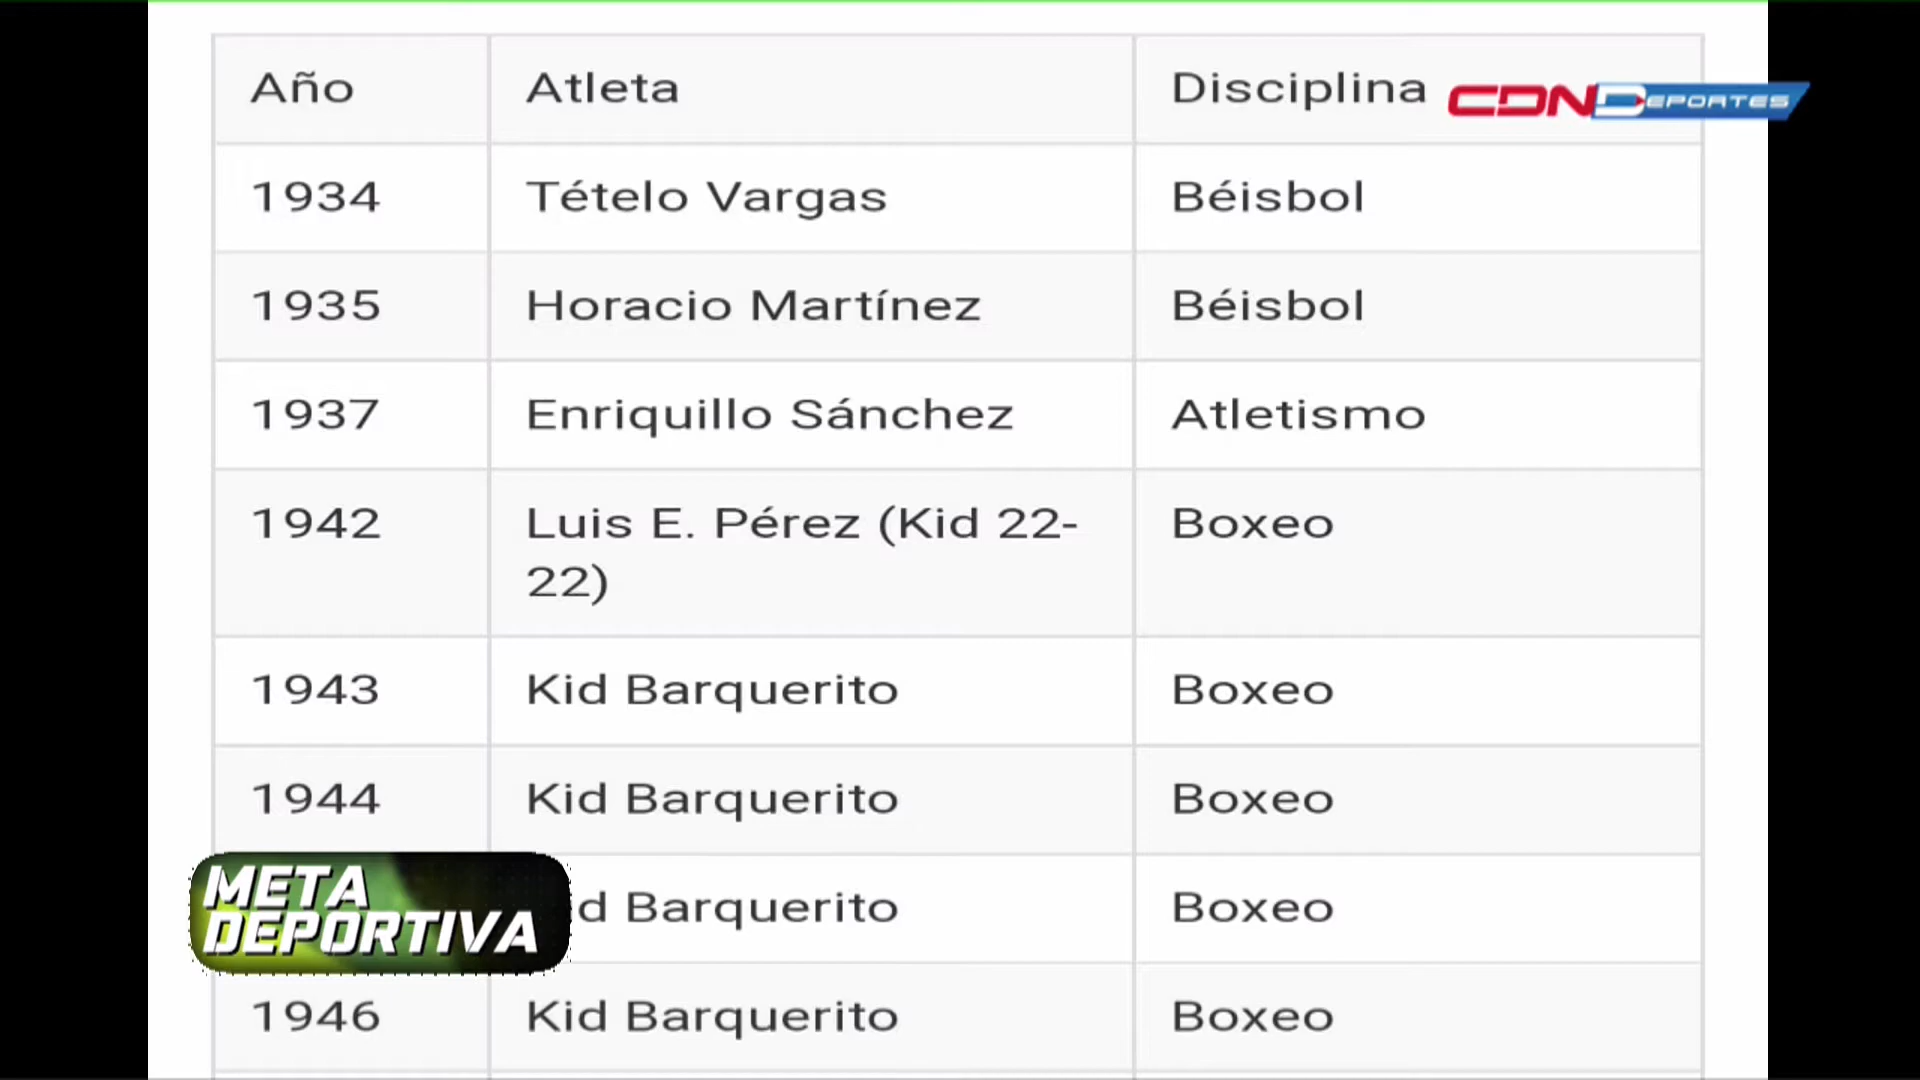 Año Atleta Disciplina
CDN DEPORTES
1934 Tételo Vargas Béisbol
1935 Horacio Martínez Béisbol
1937 Enriquillo Sánchez Atletismo
1942 Luis E. Pérez (Kid 22- Boxeo
22)
1943 Kid Barquerito Boxeo
1944 Kid Barquerito Boxeo
META
DEPORTIVA
d Barquerito Boxeo
1946 Kid Barquerito Boxeo